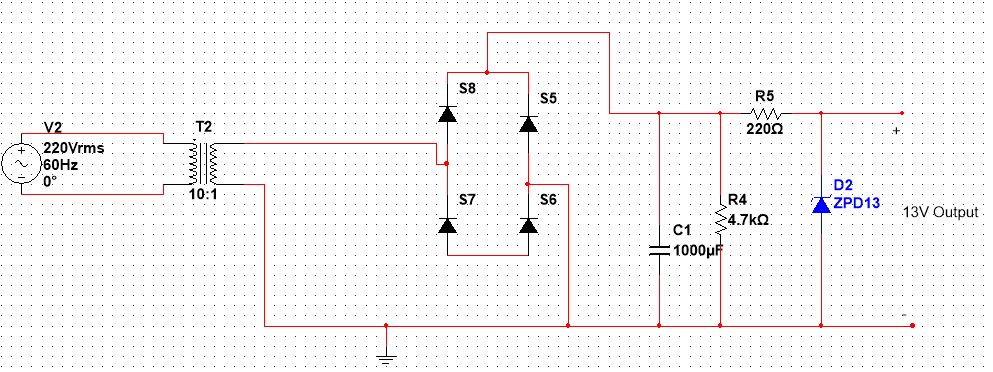 V2
220Vrms
60Hz
0°
T2
10:1
S8
S5
S7
S6
R5
220Ω
R4
4.7kΩ
C1
1000µF
D2
ZPD13
+
13V Output
-